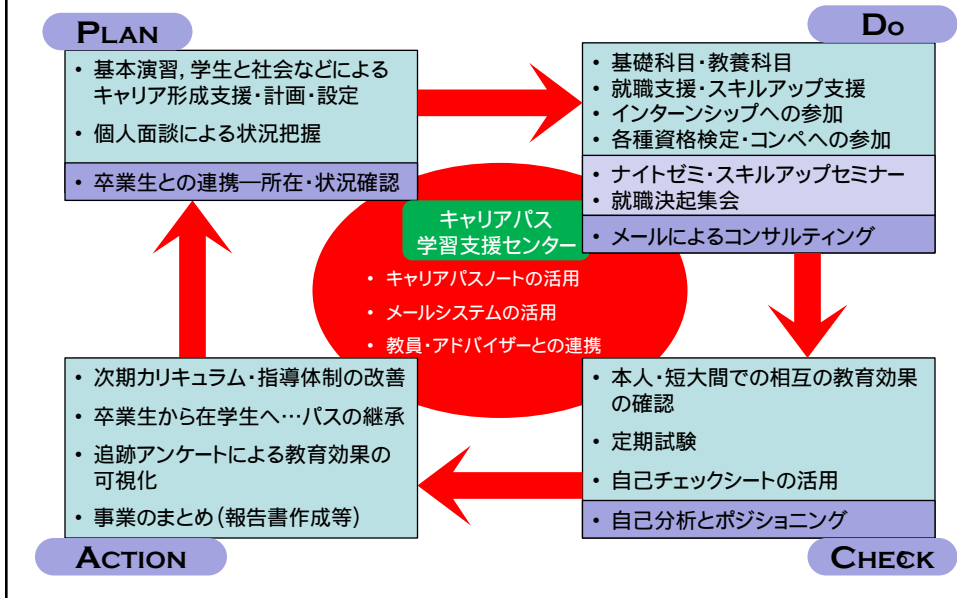 PLAN
・ 基本演習，学生と社会などによる
キャリア形成支援・計画・設定
・ 個人面談による状況把握
・ 卒業生との連携―所在・状況確認
DO
・ 基礎科目・教養科目
・ 就職支援・スキルアップ支援
・ インターンシップへの参加
・ 各種資格検定・コンペへの参加
・ ナイトゼミ・スキルアップセミナー
・ 就職決起集会
・ メールによるコンサルティング
キャリアパス
学習支援センター
・ キャリアパスノートの活用
・ メールシステムの活用
・ 教員・アドバイザーとの連携
・ 次期カリキュラム・指導体制の改善
・ 卒業生から在学生へ…パスの継承
・ 追跡アンケートによる教育効果の
可視化
・ 事業のまとめ（報告書作成等）
ACTION
・ 本人・短大間での相互の教育効果
の確認
・ 定期試験
・ 自己チェックシートの活用
・ 自己分析とポジショニング
CHECK